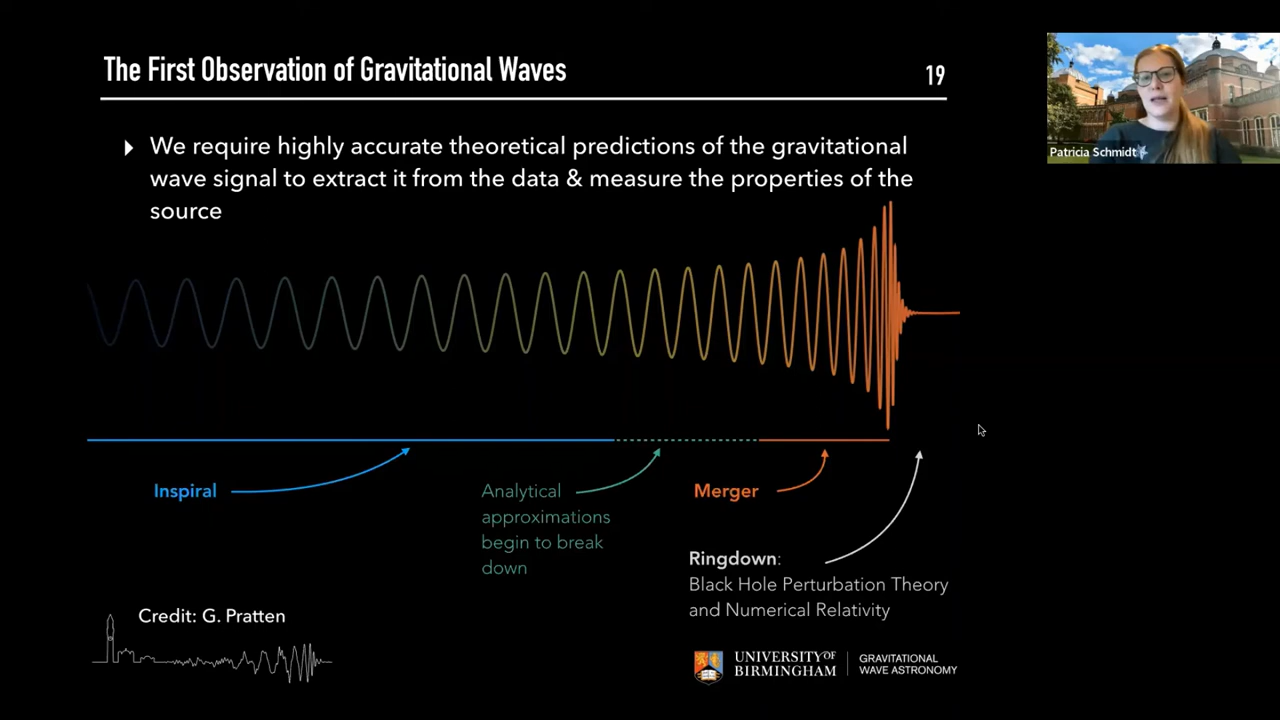 The First Observation of Gravitational Waves
19
We require highly accurate theoretical predictions of the gravitational
wave signal to extract it from the data & measure the properties of the
source
Patricia Schmidt
Inspiral
Analytical
approximations
begin to break
down
Merger
Ringdown:
Black Hole Perturbation Theory
and Numerical Relativity
Credit: G. Pratten
UNIVERSITY OF
BIRMINGHAM
GRAVITATIONAL
WAVE ASTRONOMY